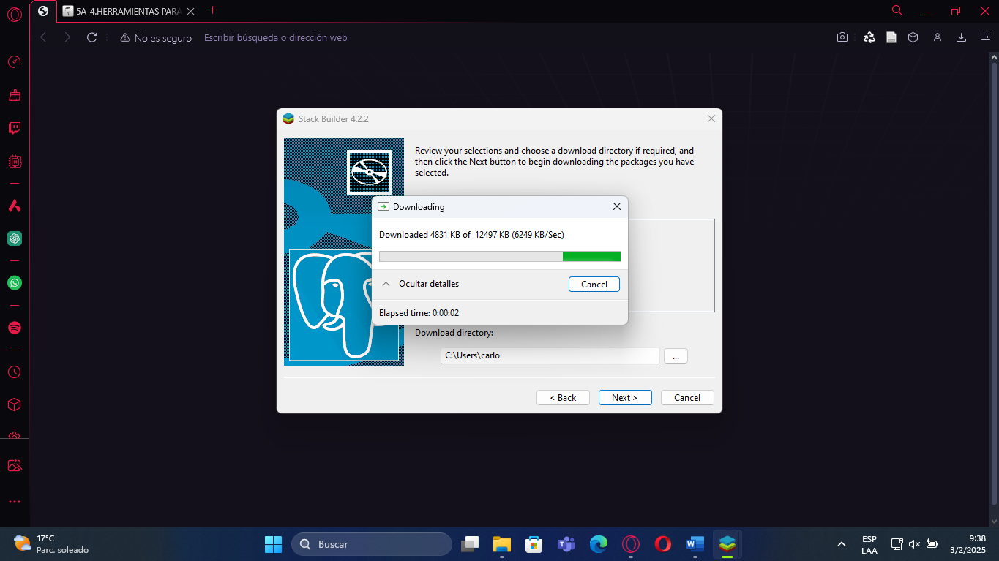 5A-4.HERRAMIENTAS PARA
No es seguro
Escribir búsqueda o dirección web
Stack Builder 4.2.2
Review your selections and choose a download directory if required, and
then click the Next button to begin downloading the packages you have
selected.
Downloading
Downloaded 4831 KB of  12497 KB (6249 KB/Sec)
Ocultar detalles
Cancel
Elapsed time: 0:00:02
Download directory:
C:\Users\carlo
...
< Back
Next >
Cancel
17°C
Parc. soleado
Buscar
ESP
LAA
9:38
3/2/2025